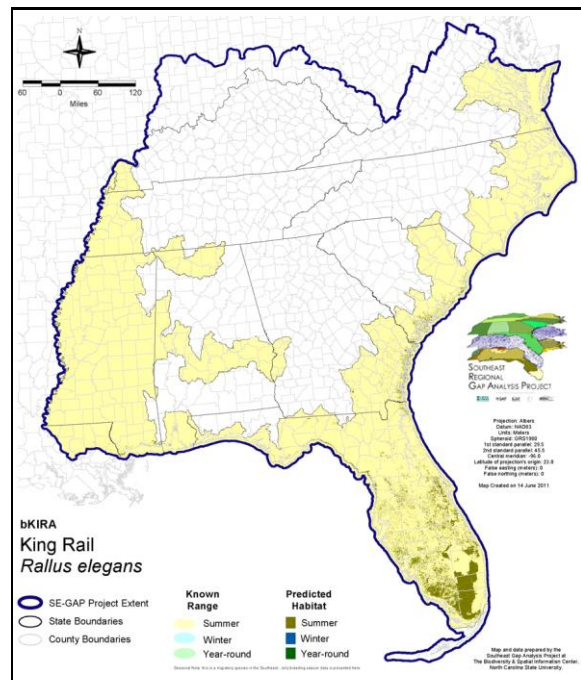 60 0 60 120
Miles
SOUTHEAST
REGIONAL
GAP ANALYSIS PROJECT
Projection: Albers
Datum: NAD83
Units: Meters
Spheroid: GRS1980
1st standard parallel: 29.5
2nd standard parallel: 45.5
Central meridian: -96.0
Latitude of projection's origin: 23.0
False easting (meters): 0
False northing (meters): 0
Map Created on 14 June 2011
bKIRA
King Rail
Rallus elegans
SE-GAP Project Extent
State Boundaries
County Boundaries
Known
Range
Summer
Winter
Year-round
Predicted
Habitat
Summer
Winter
Year-round
Map and data prepared by the
Southeast Gap Analysis Project at
The Biodiversity & Spatial Information Center,
North Carolina State University.